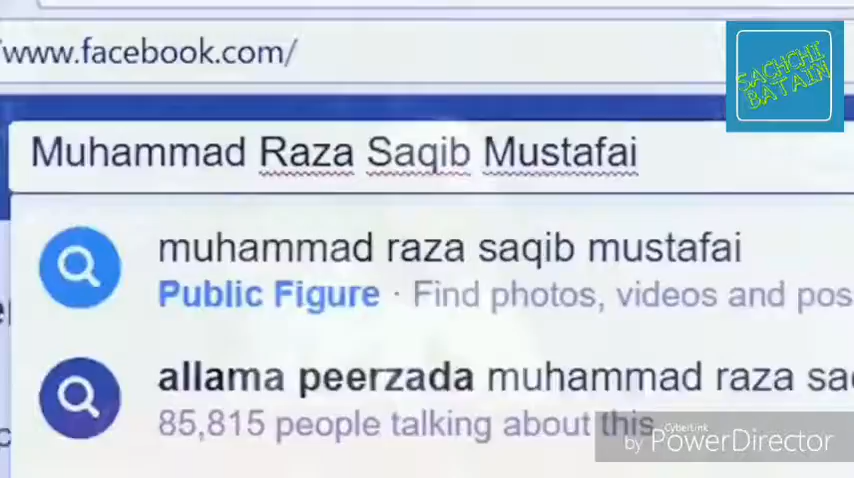 www.facebook.com/
SACHCHI
BATAIN
Muhammad Raza Saqib Mustafai
muhammad raza saqib mustafai
Public Figure · Find photos, videos and pos
allama peerzada muhammad raza sa
85,815 people talking about this
CyberLink
by PowerDirector